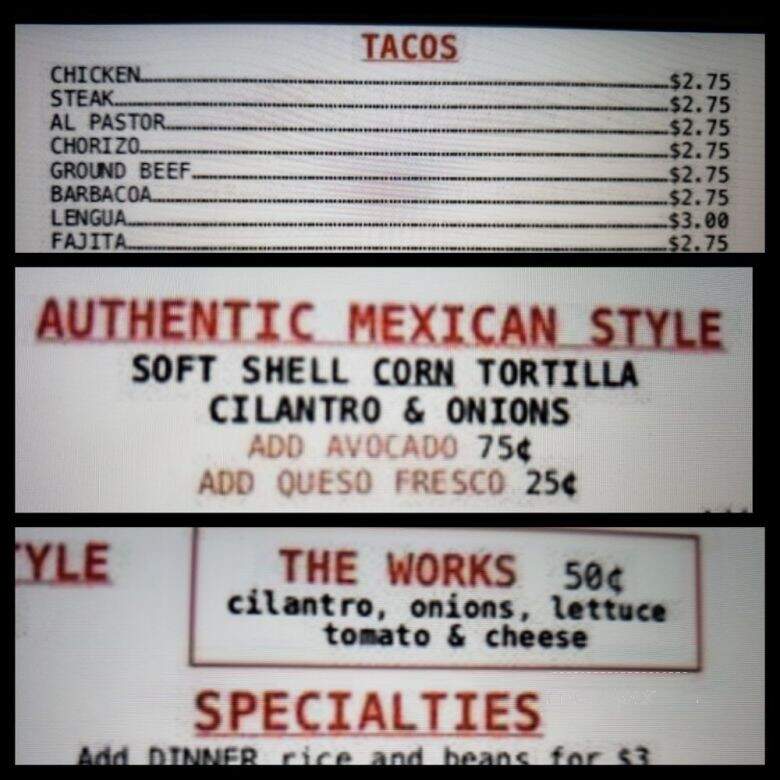 TACOS
CHICKEN $2.75
STEAK $2.75
AL PASTOR $2.75
CHORIZO $2.75
GROUND BEEF $2.75
BARBACOA $2.75
LENGUA $3.00
FAJITA $2.75
AUTHENTIC MEXICAN STYLE
SOFT SHELL CORN TORTILLA
CILANTRO & ONIONS
ADD AVOCADO 75¢
ADD QUESO FRESCO 25¢
YLE
THE WORKS 50¢
cilantro, onions, lettuce
tomato & cheese
SPECIALTIES
Add DINNER rice and beans for $3